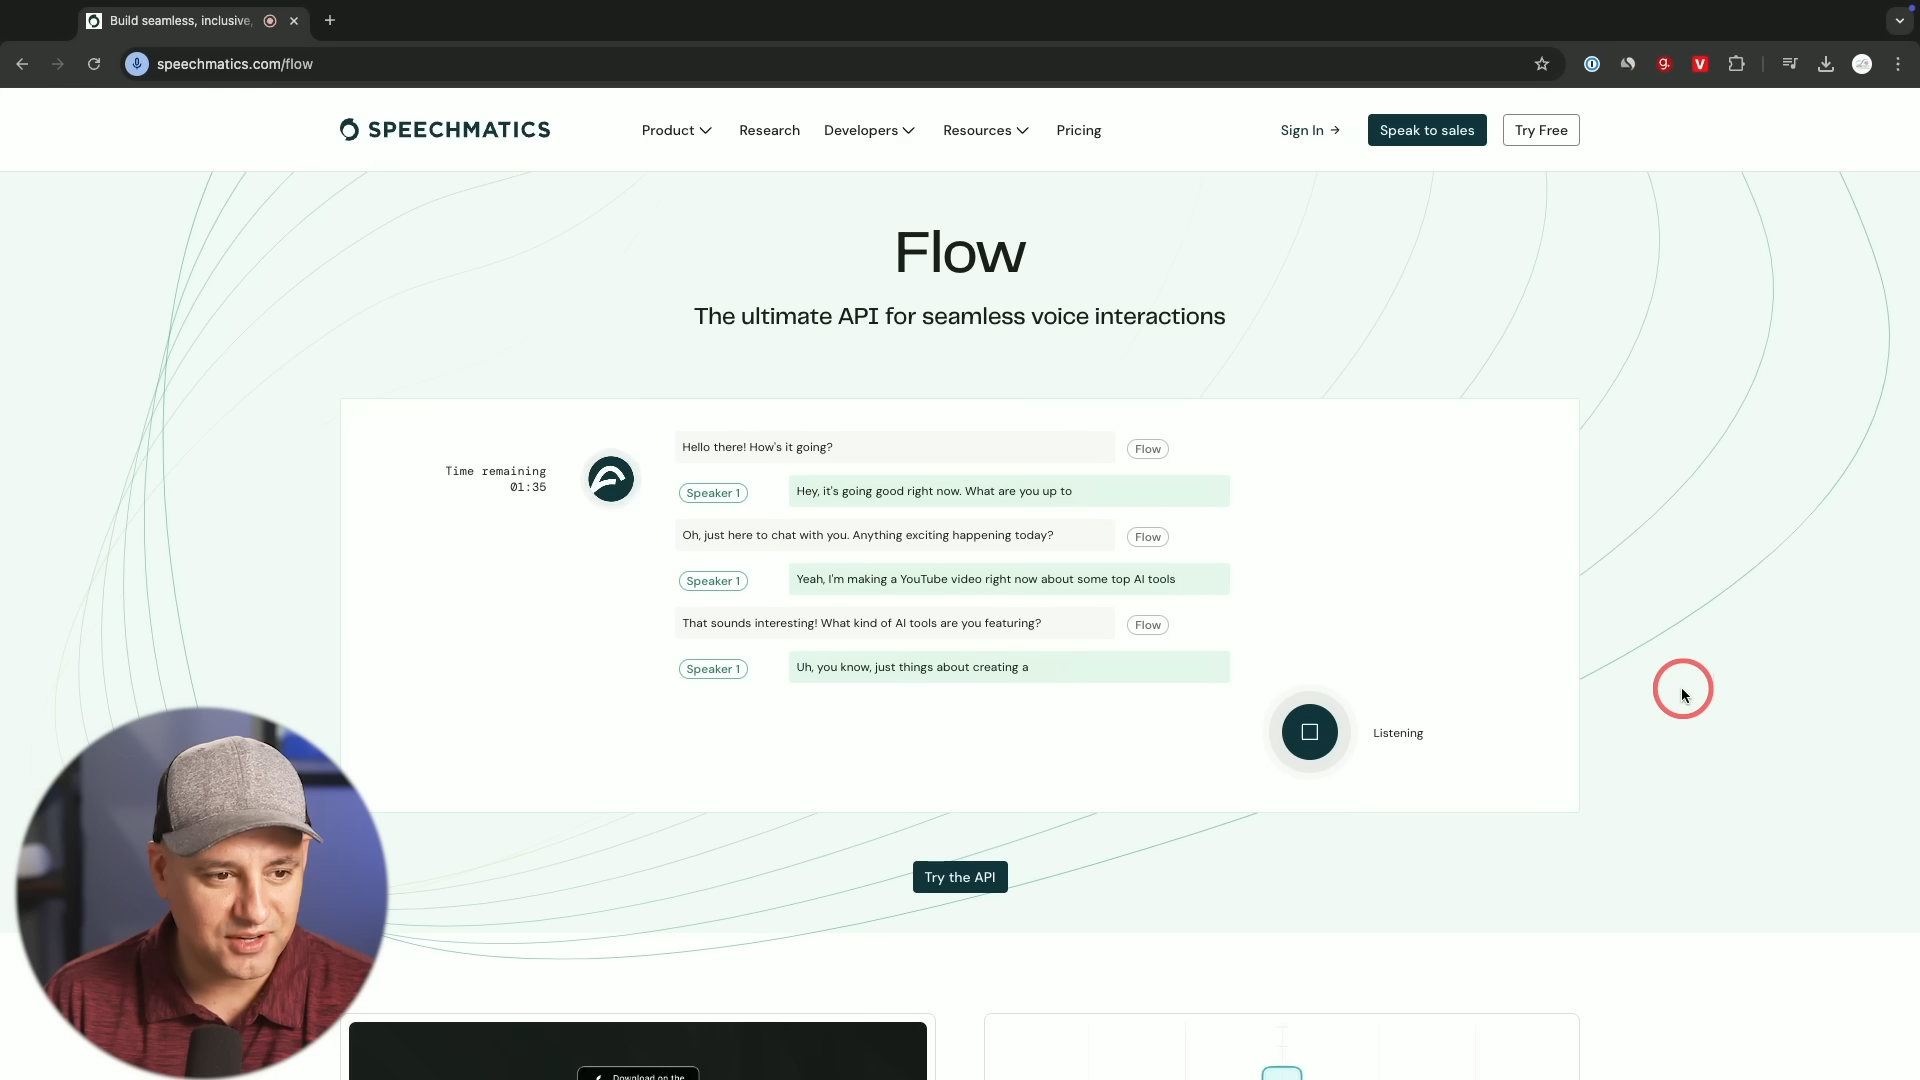 Build seamless, inclusive,
speechmatics.com/flow
SPEECHMATICS
Product
Research
Developers
Resources
Pricing
Sign In →
Speak to sales
Try Free
Flow
The ultimate API for seamless voice interactions
Time remaining
01:35
Hello there! How's it going?
Flow
Speaker 1
Hey, it's going good right now. What are you up to
Oh, just here to chat with you. Anything exciting happening today?
Flow
Speaker 1
Yeah, I'm making a YouTube video right now about some top AI tools
That sounds interesting! What kind of AI tools are you featuring?
Flow
Speaker 1
Uh, you know, just things about creating a
Listening
Try the API
Download on the